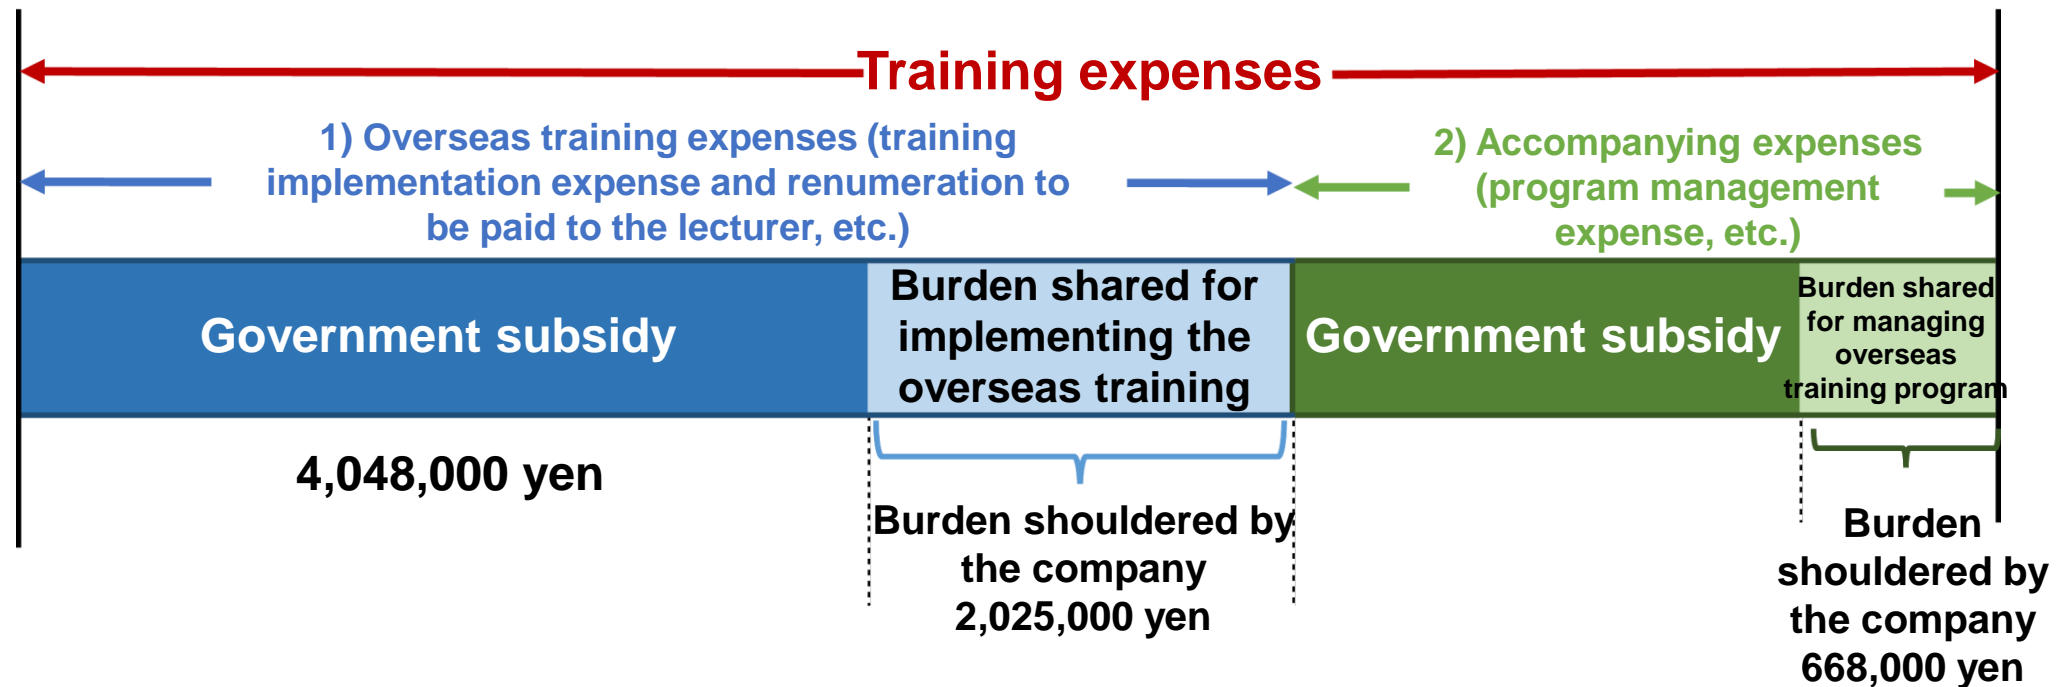 Training expenses
1) Overseas training expenses (training
implementation expense and renumeration to
be paid to the lecturer, etc.)
2) Accompanying expenses
(program management
expense, etc.)
Government subsidy
Burden shared for
implementing the
overseas training
Government subsidy
Burden shared
for managing
overseas
training program
4,048,000 yen
Burden shouldered by
the company
2,025,000 yen
Burden
shouldered by
the company
668,000 yen